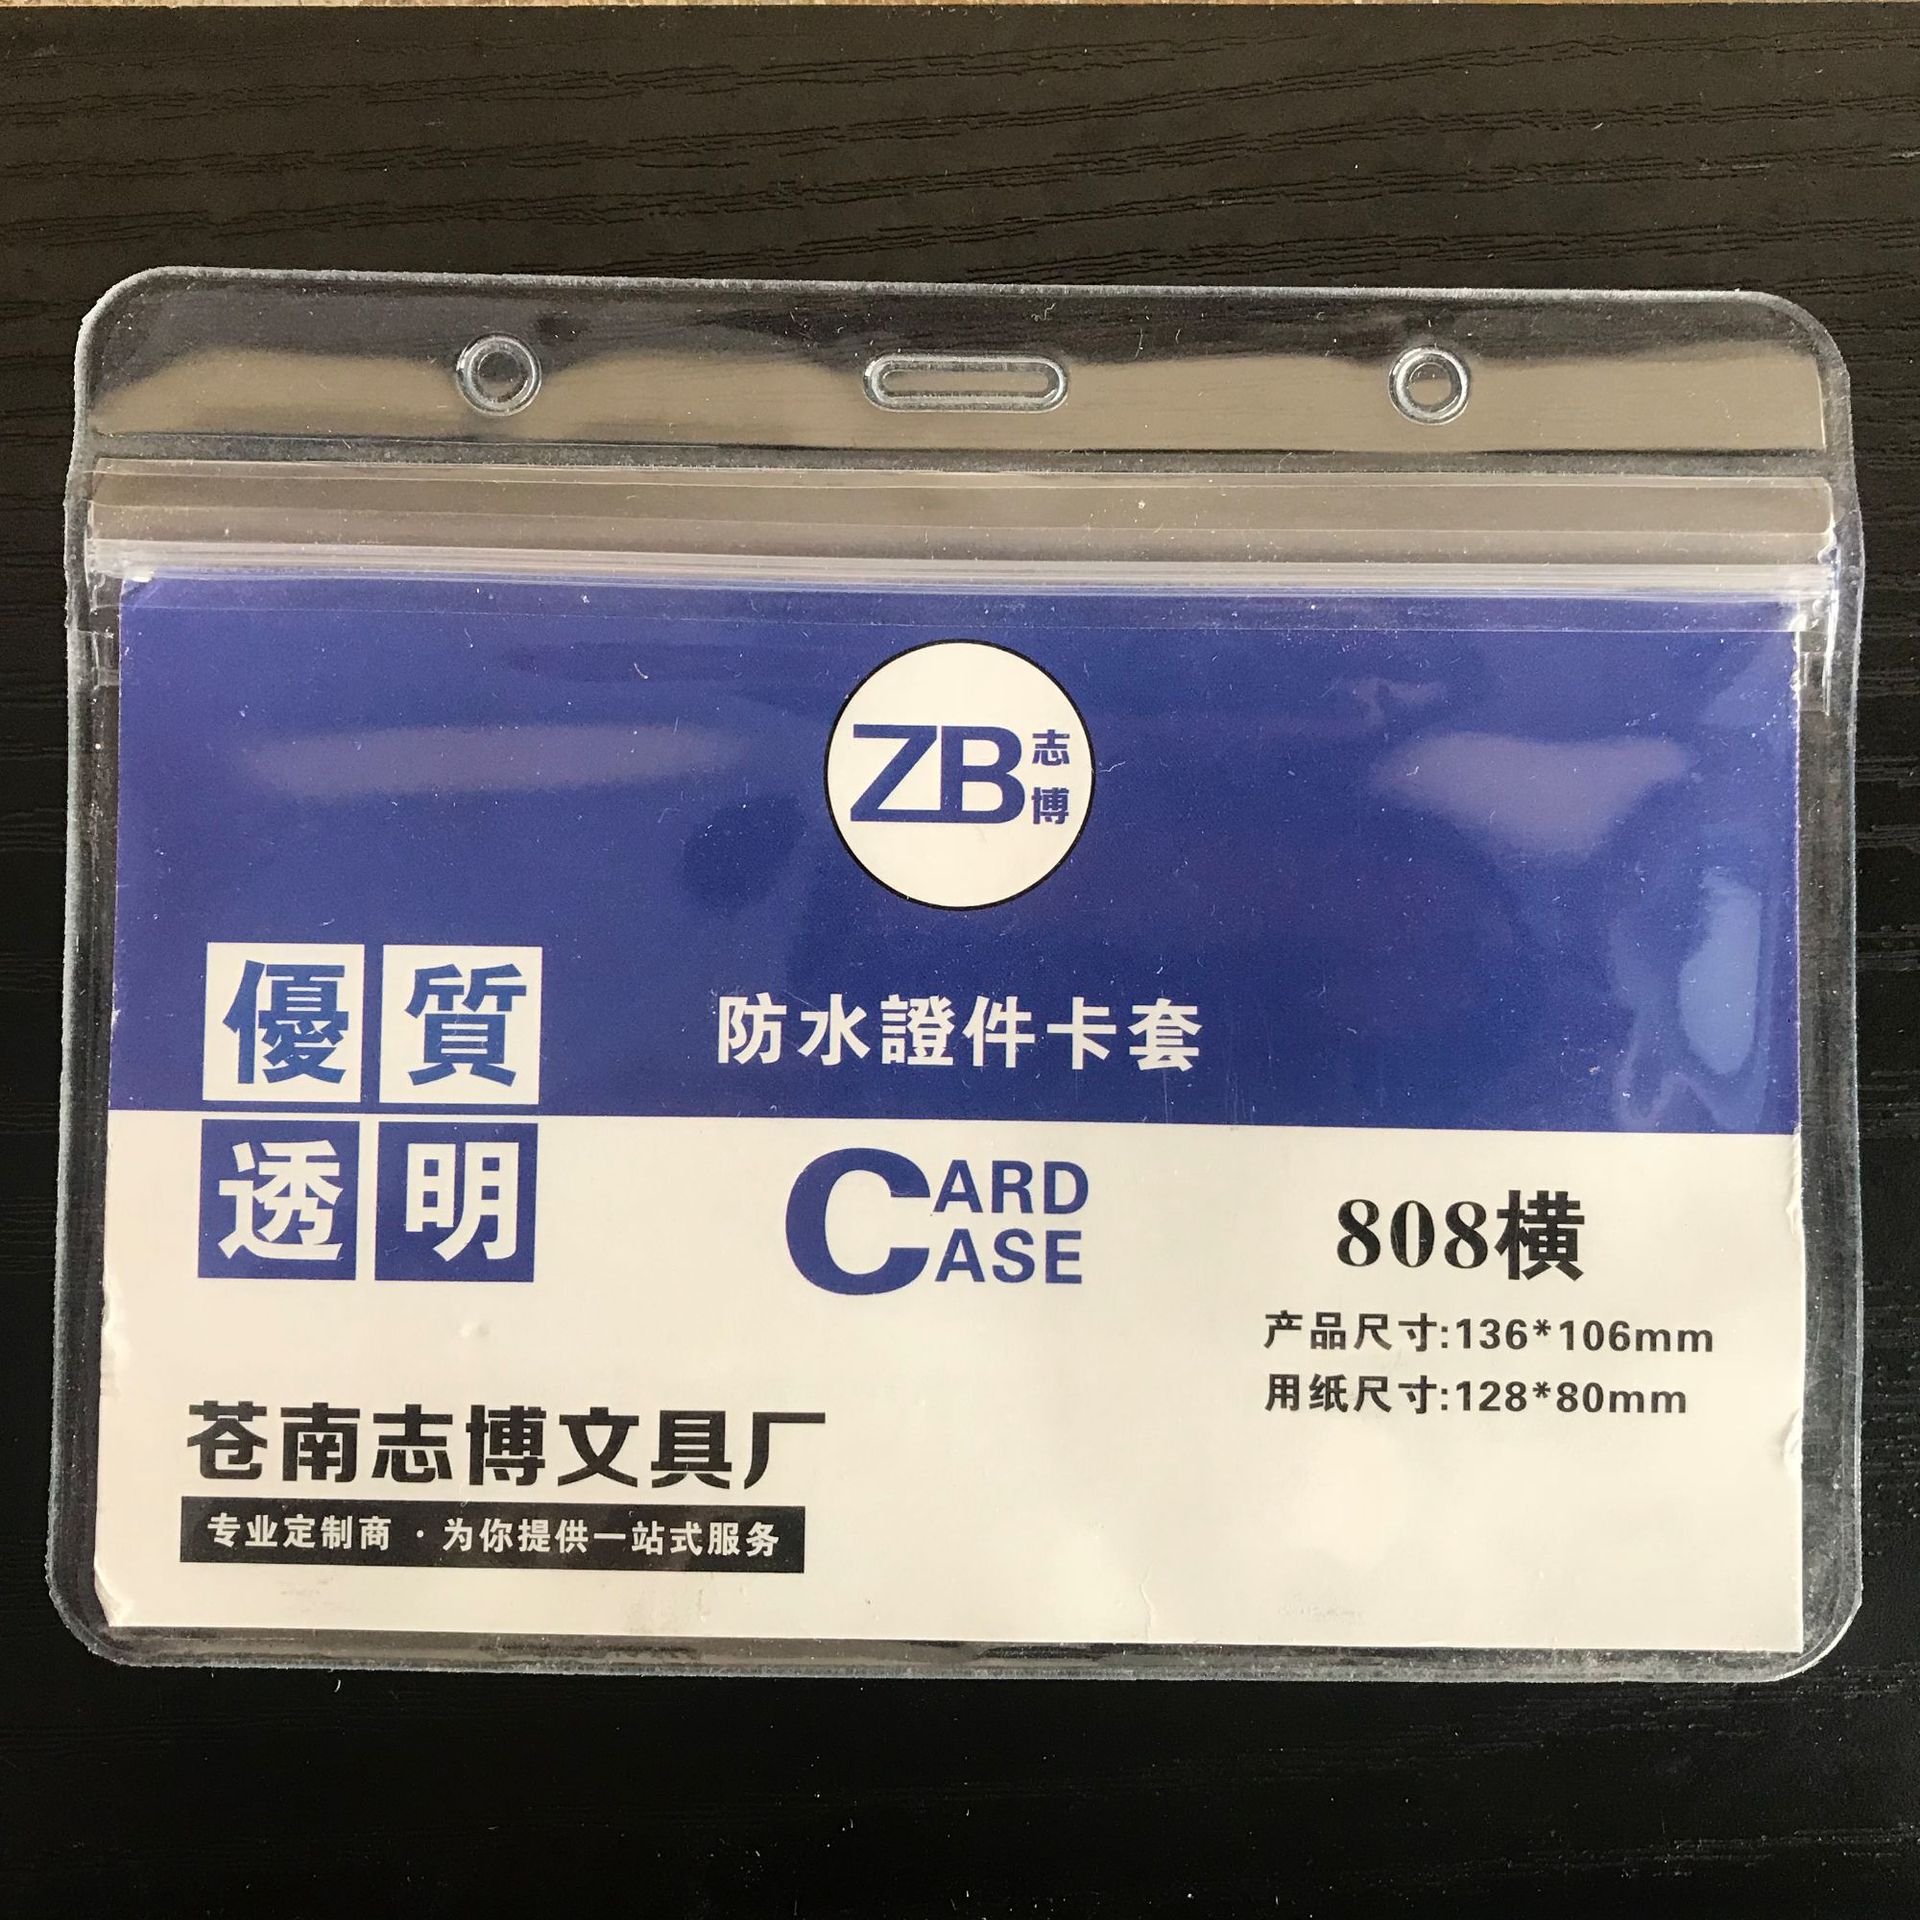 ZB 志博
優質
透明
防水證件卡套
CARD
CASE
808横
产品尺寸:136*106mm
用纸尺寸:128*80mm
苍南志博文具厂
专业定制商·为你提供一站式服务